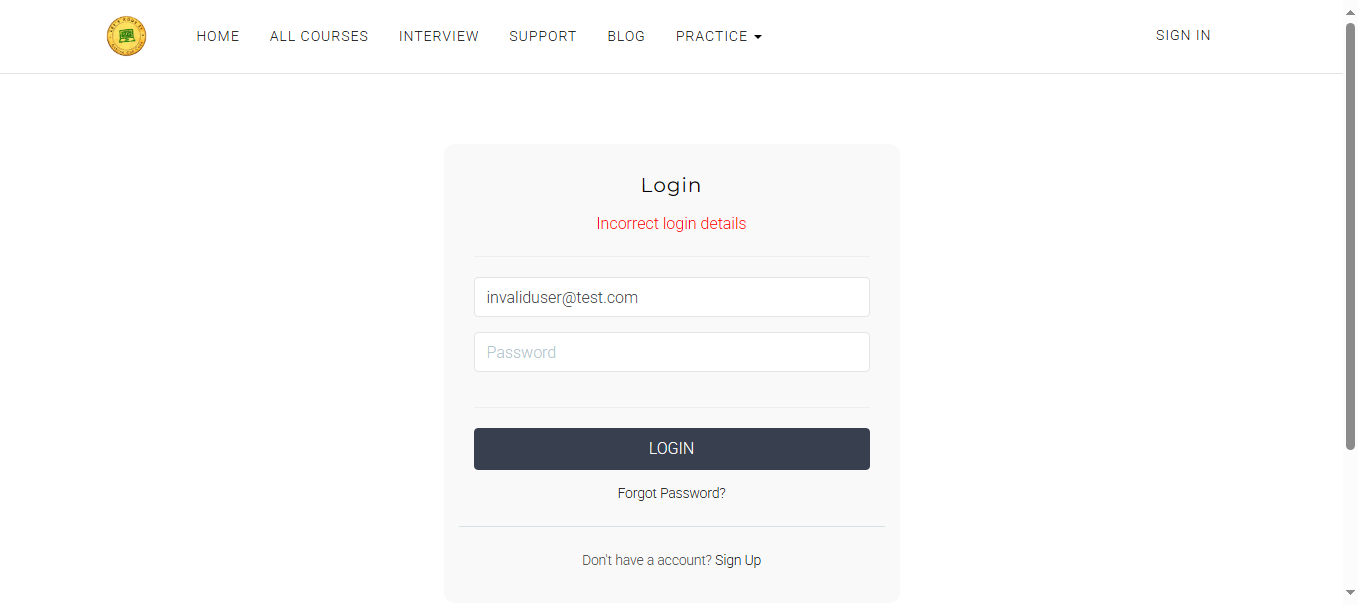 HOME ALL COURSES INTERVIEW SUPPORT BLOG PRACTICE SIGN IN
Login
Incorrect login details
invaliduser@test.com
Password
LOGIN
Forgot Password?
Don't have a account? Sign Up